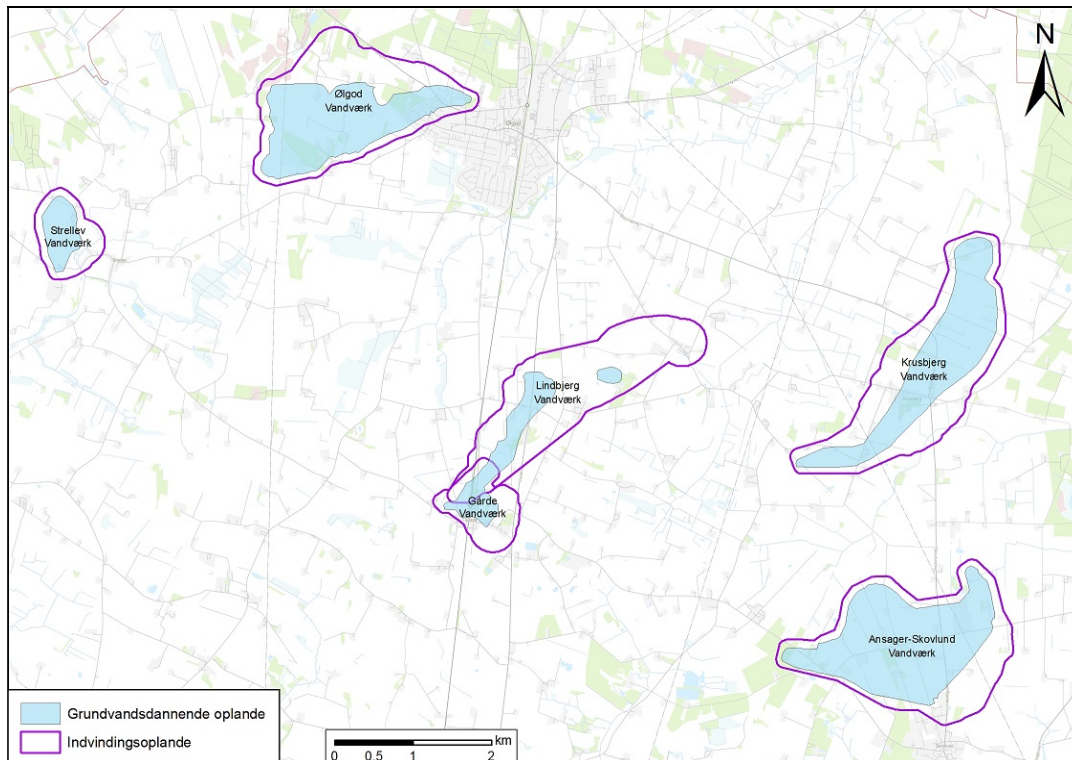 N
Ølgod
Vandværk
Ølgod
Strellev
Vandværk
Krusbjerg
Vandværk
Lindbjerg
Vandværk
Gårde
Vandværk
Ansager-Skovlund
Vandværk
Grundvandsdannende oplande
Indvindingsoplande
km
0 0.5 1 2